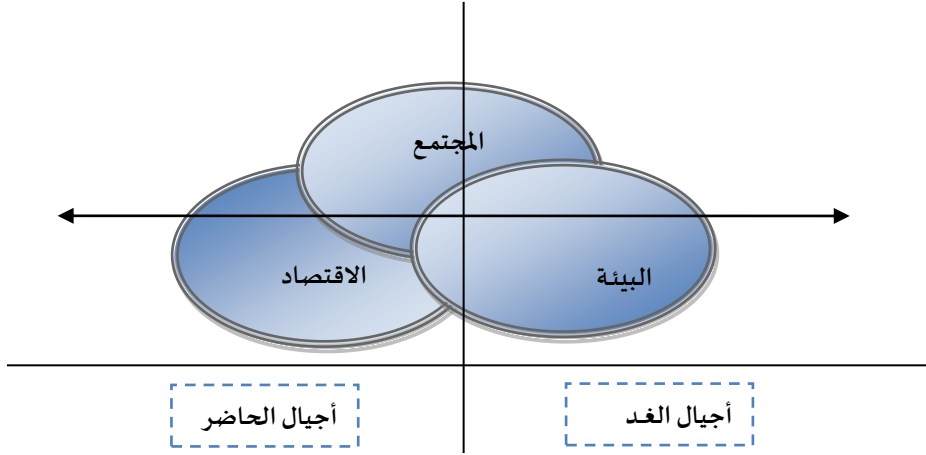 المجتمع
البيئة
الاقتصاد
أجيال الغد
أجيال الحاضر